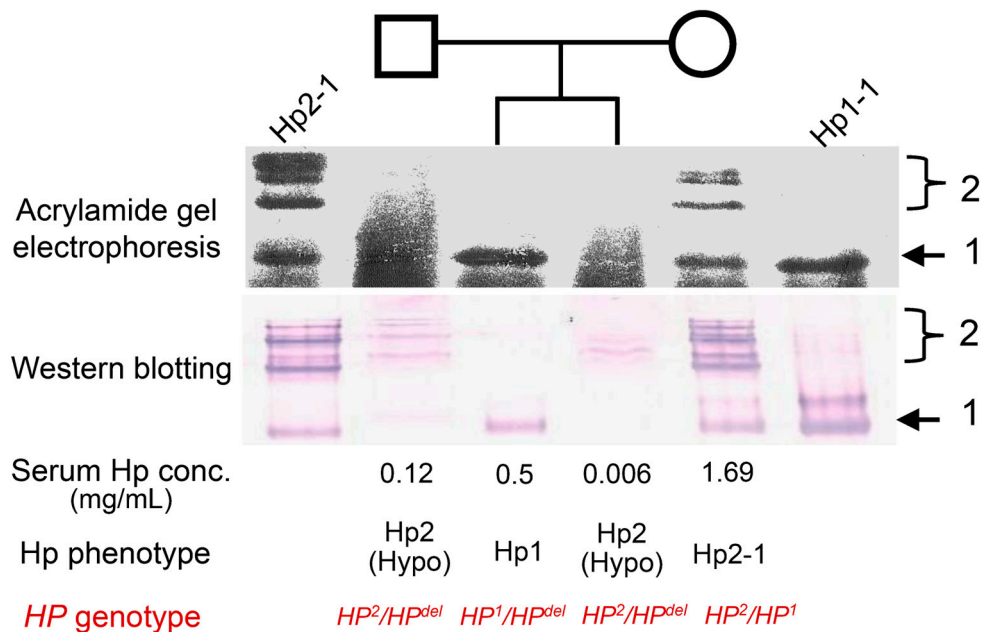 Hp2-1
Hp1-1
Acrylamide gel
electrophoresis
2
1
Western blotting
2
1
Serum Hp conc.
(mg/mL)
0.12 0.5 0.006 1.69
Hp phenotype
Hp2
(Hypo)
Hp1
Hp2
(Hypo)
Hp2-1
HP genotype
HP²/HPᵈᵉˡ HP¹/HPᵈᵉˡ HP²/HPᵈᵉˡ HP²/HP¹